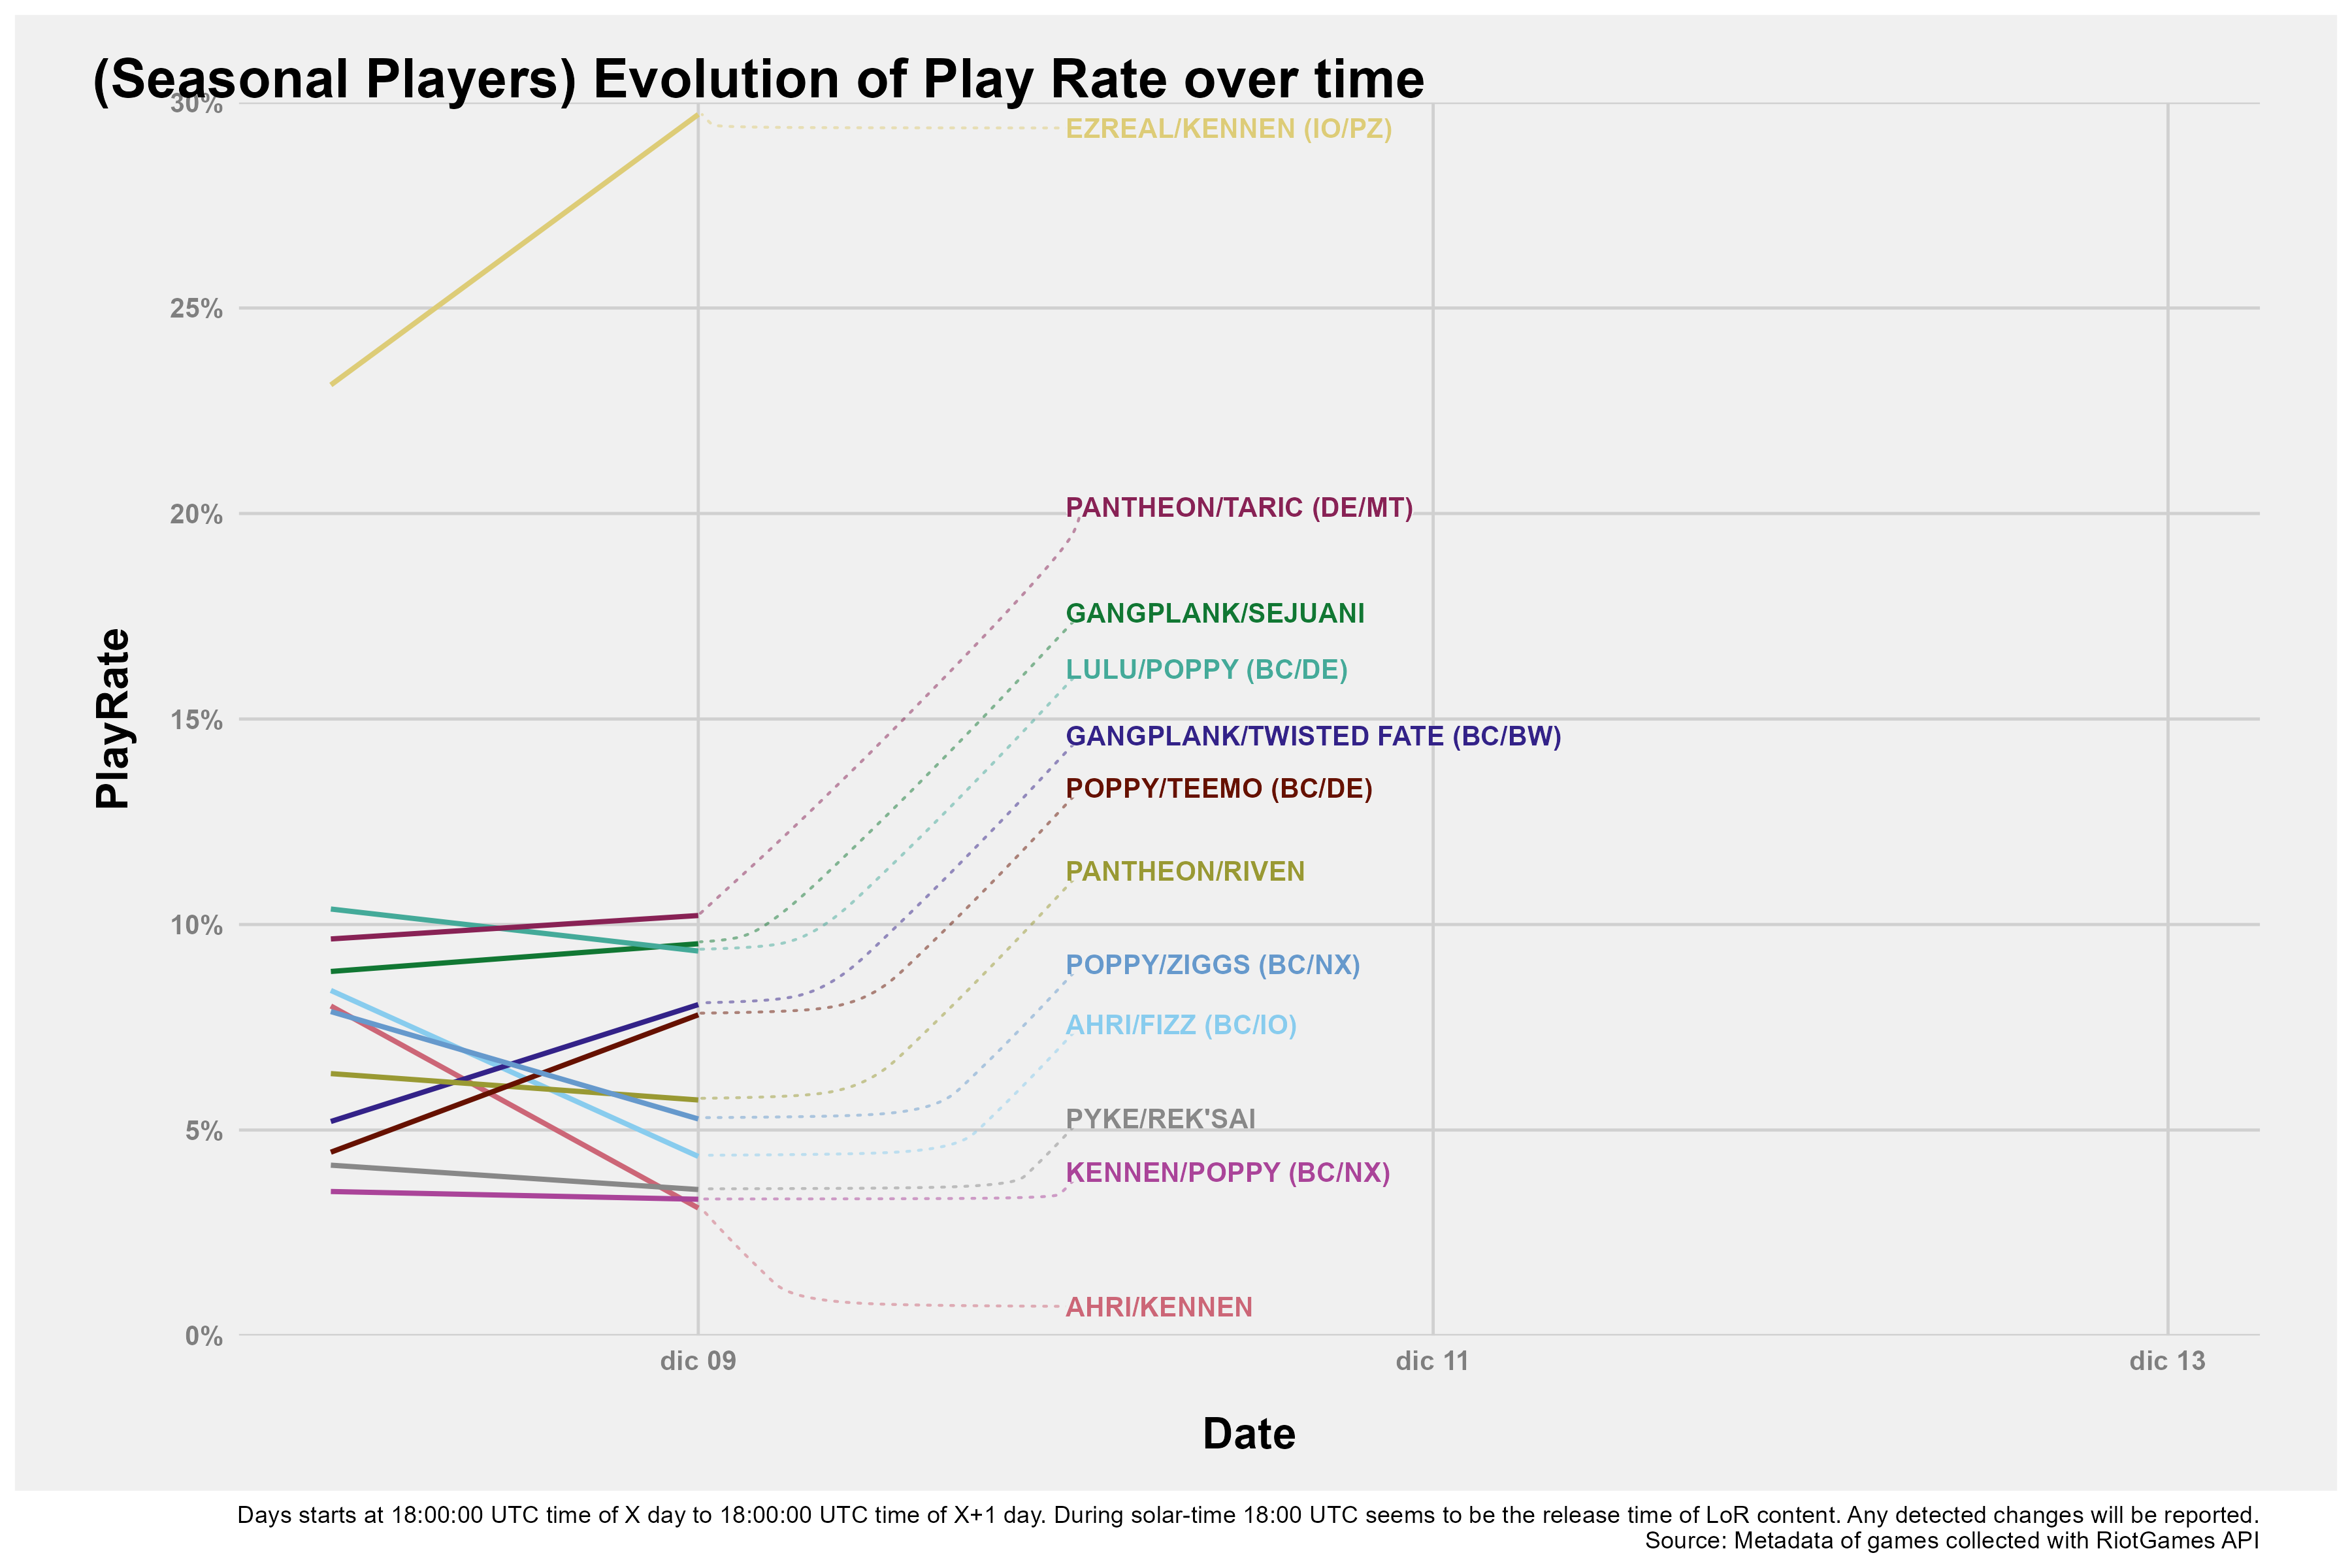 (Seasonal Players) Evolution of Play Rate over time
30%
EZREAL/KENNEN (IO/PZ)
25%
PANTHEON/TARIC (DE/MT)
20%
GANGPLANK/SEJUANI
LULU/POPPY (BC/DE)
15%
GANGPLANK/TWISTED FATE (BC/BW)
POPPY/TEEMO (BC/DE)
PlayRate
PANTHEON/RIVEN
10%
POPPY/ZIGGS (BC/NX)
AHRI/FIZZ (BC/IO)
PYKE/REK'SAI
5%
KENNEN/POPPY (BC/NX)
AHRI/KENNEN
0%
dic 09
dic 11
dic 13
Date
Days starts at 18:00:00 UTC time of X day to 18:00:00 UTC time of X+1 day. During solar-time 18:00 UTC seems to be the release time of LoR content. Any detected changes will be reported.
Source: Metadata of games collected with RiotGames API